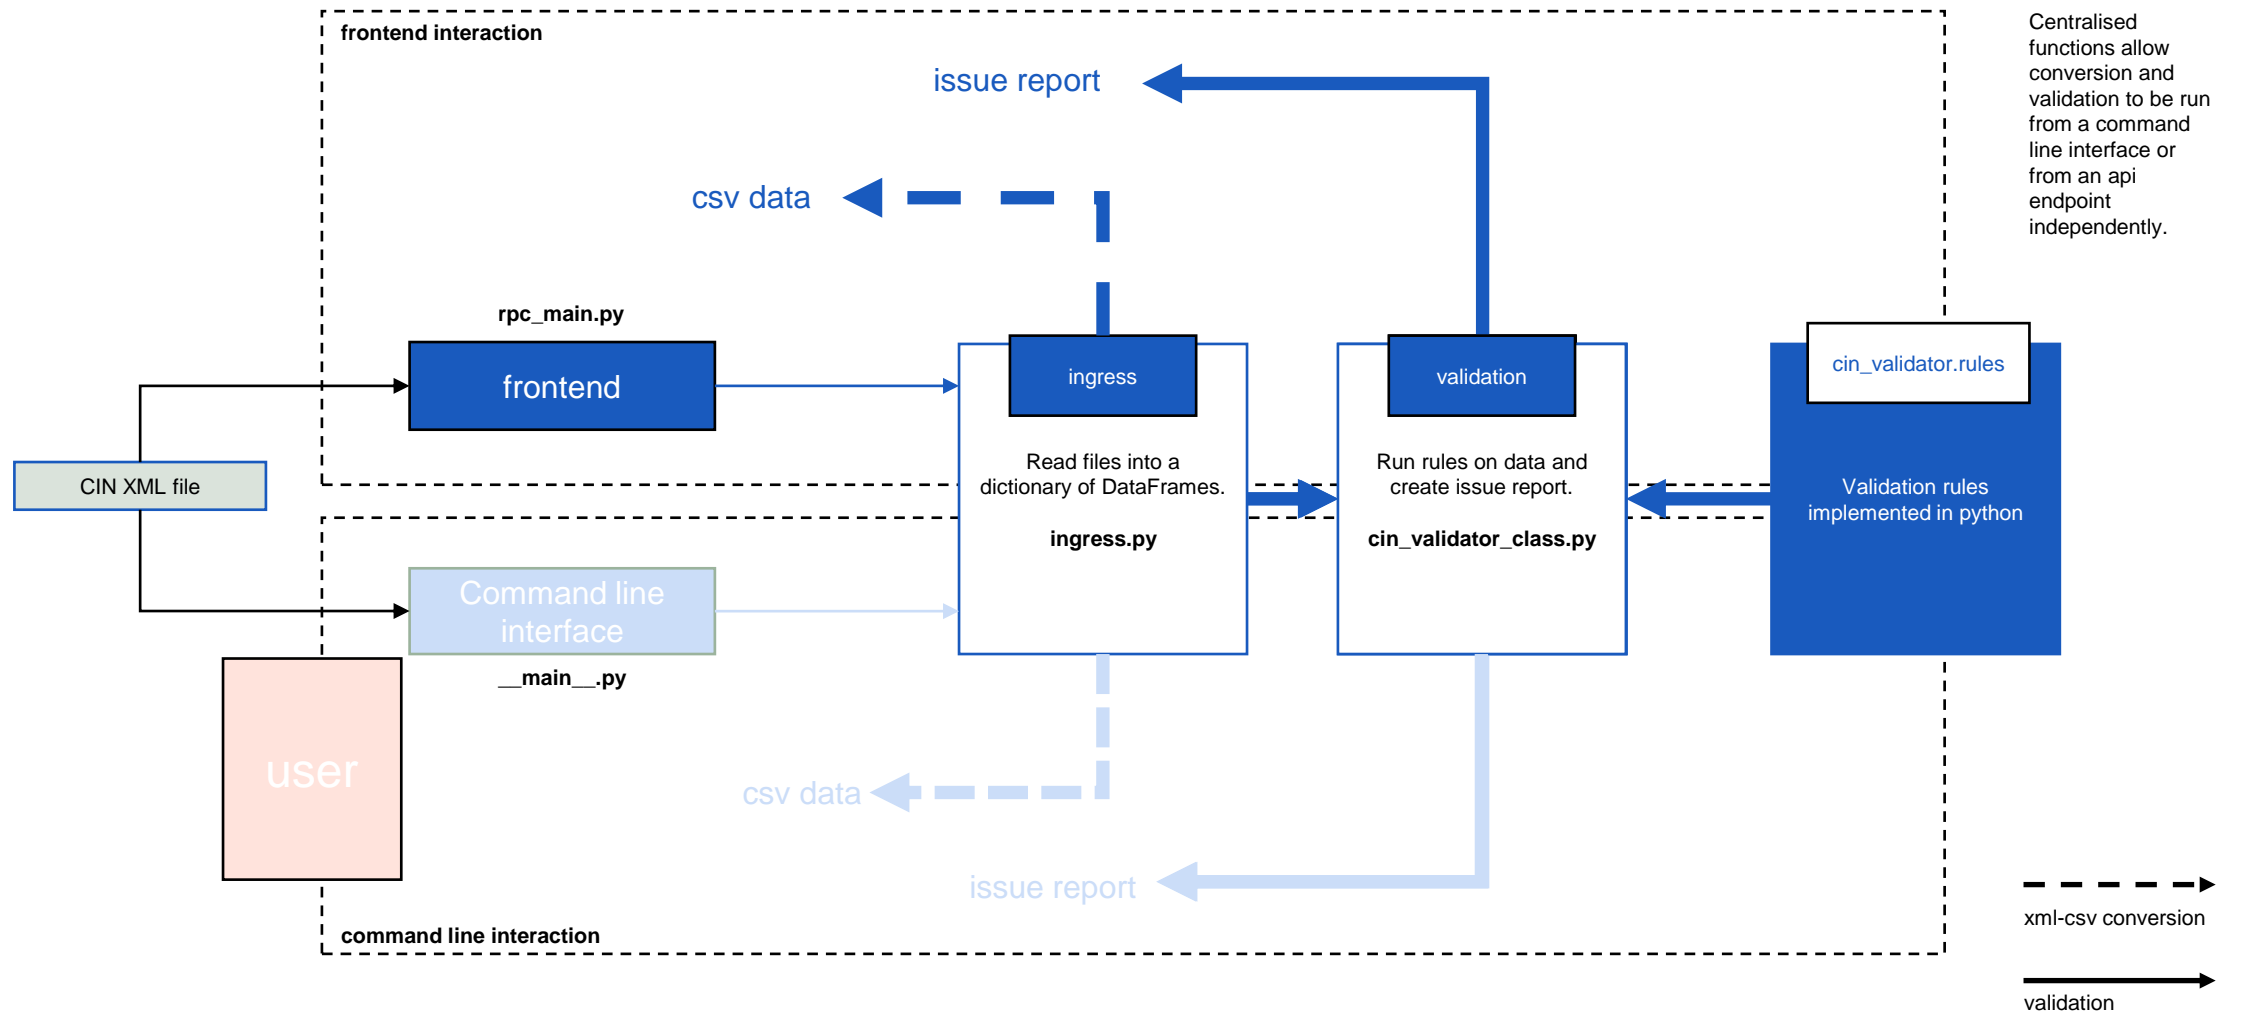 frontend interaction
Centralised
functions allow
conversion and
validation to be run
from a command
line interface or
from an api
endpoint
independently.
issue report
csv data
rpc_main.py
frontend
ingress
validation
cin_validator.rules
CIN XML file
Read files into a
dictionary of DataFrames.
ingress.py
Run rules on data and
create issue report.
cin_validator_class.py
Validation rules
implemented in python
Command line
interface
__main__.py
user
csv data
issue report
command line interaction
xml-csv conversion
validation